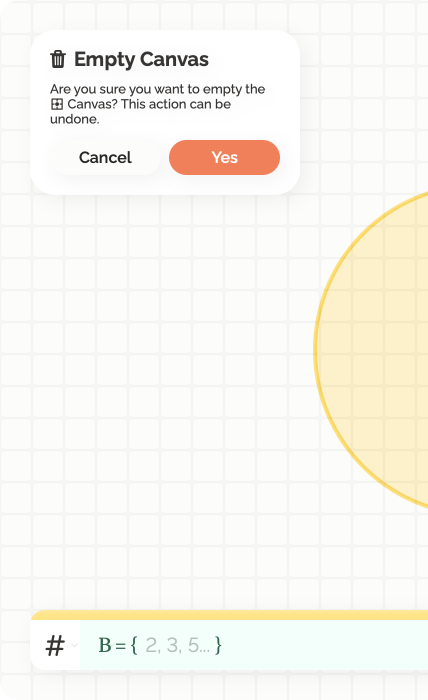 Empty Canvas
Are you sure you want to empty the
Canvas? This action can be
undone.
Cancel
Yes
# B = { 2, 3, 5... }